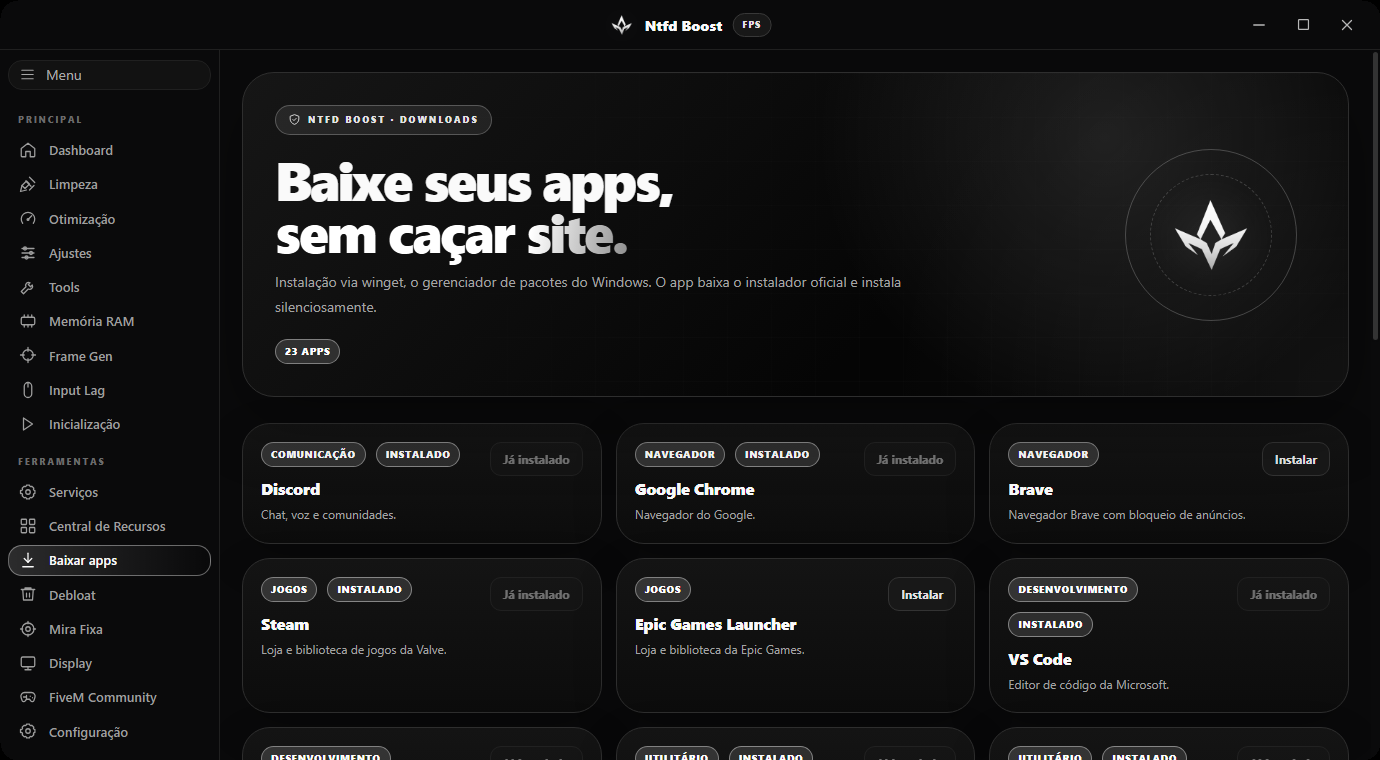 Ntfd Boost FPS
Menu
PRINCIPAL
Dashboard
Limpeza
Otimização
Ajustes
Tools
Memória RAM
Frame Gen
Input Lag
Inicialização
FERRAMENTAS
Serviços
Central de Recursos
Baixar apps
Debloat
Mira Fixa
Display
FiveM Community
Configuração
NTFD BOOST · DOWNLOADS
Baixe seus apps,
sem caçar site.
Instalação via winget, o gerenciador de pacotes do Windows. O app baixa o instalador oficial e instala
silenciosamente.
23 APPS
COMUNICAÇÃO INSTALADO Já instalado
Discord
Chat, voz e comunidades.
NAVEGADOR INSTALADO Já instalado
Google Chrome
Navegador do Google.
NAVEGADOR Instalar
Brave
Navegador Brave com bloqueio de anúncios.
JOGOS INSTALADO Já instalado
Steam
Loja e biblioteca de jogos da Valve.
JOGOS Instalar
Epic Games Launcher
Loja e biblioteca da Epic Games.
DESENVOLVIMENTO Já instalado
INSTALADO
VS Code
Editor de código da Microsoft.
DESENVOLVIMENTO
UTILITÁRIO INSTALADO
UTILITÁRIO INSTALADO